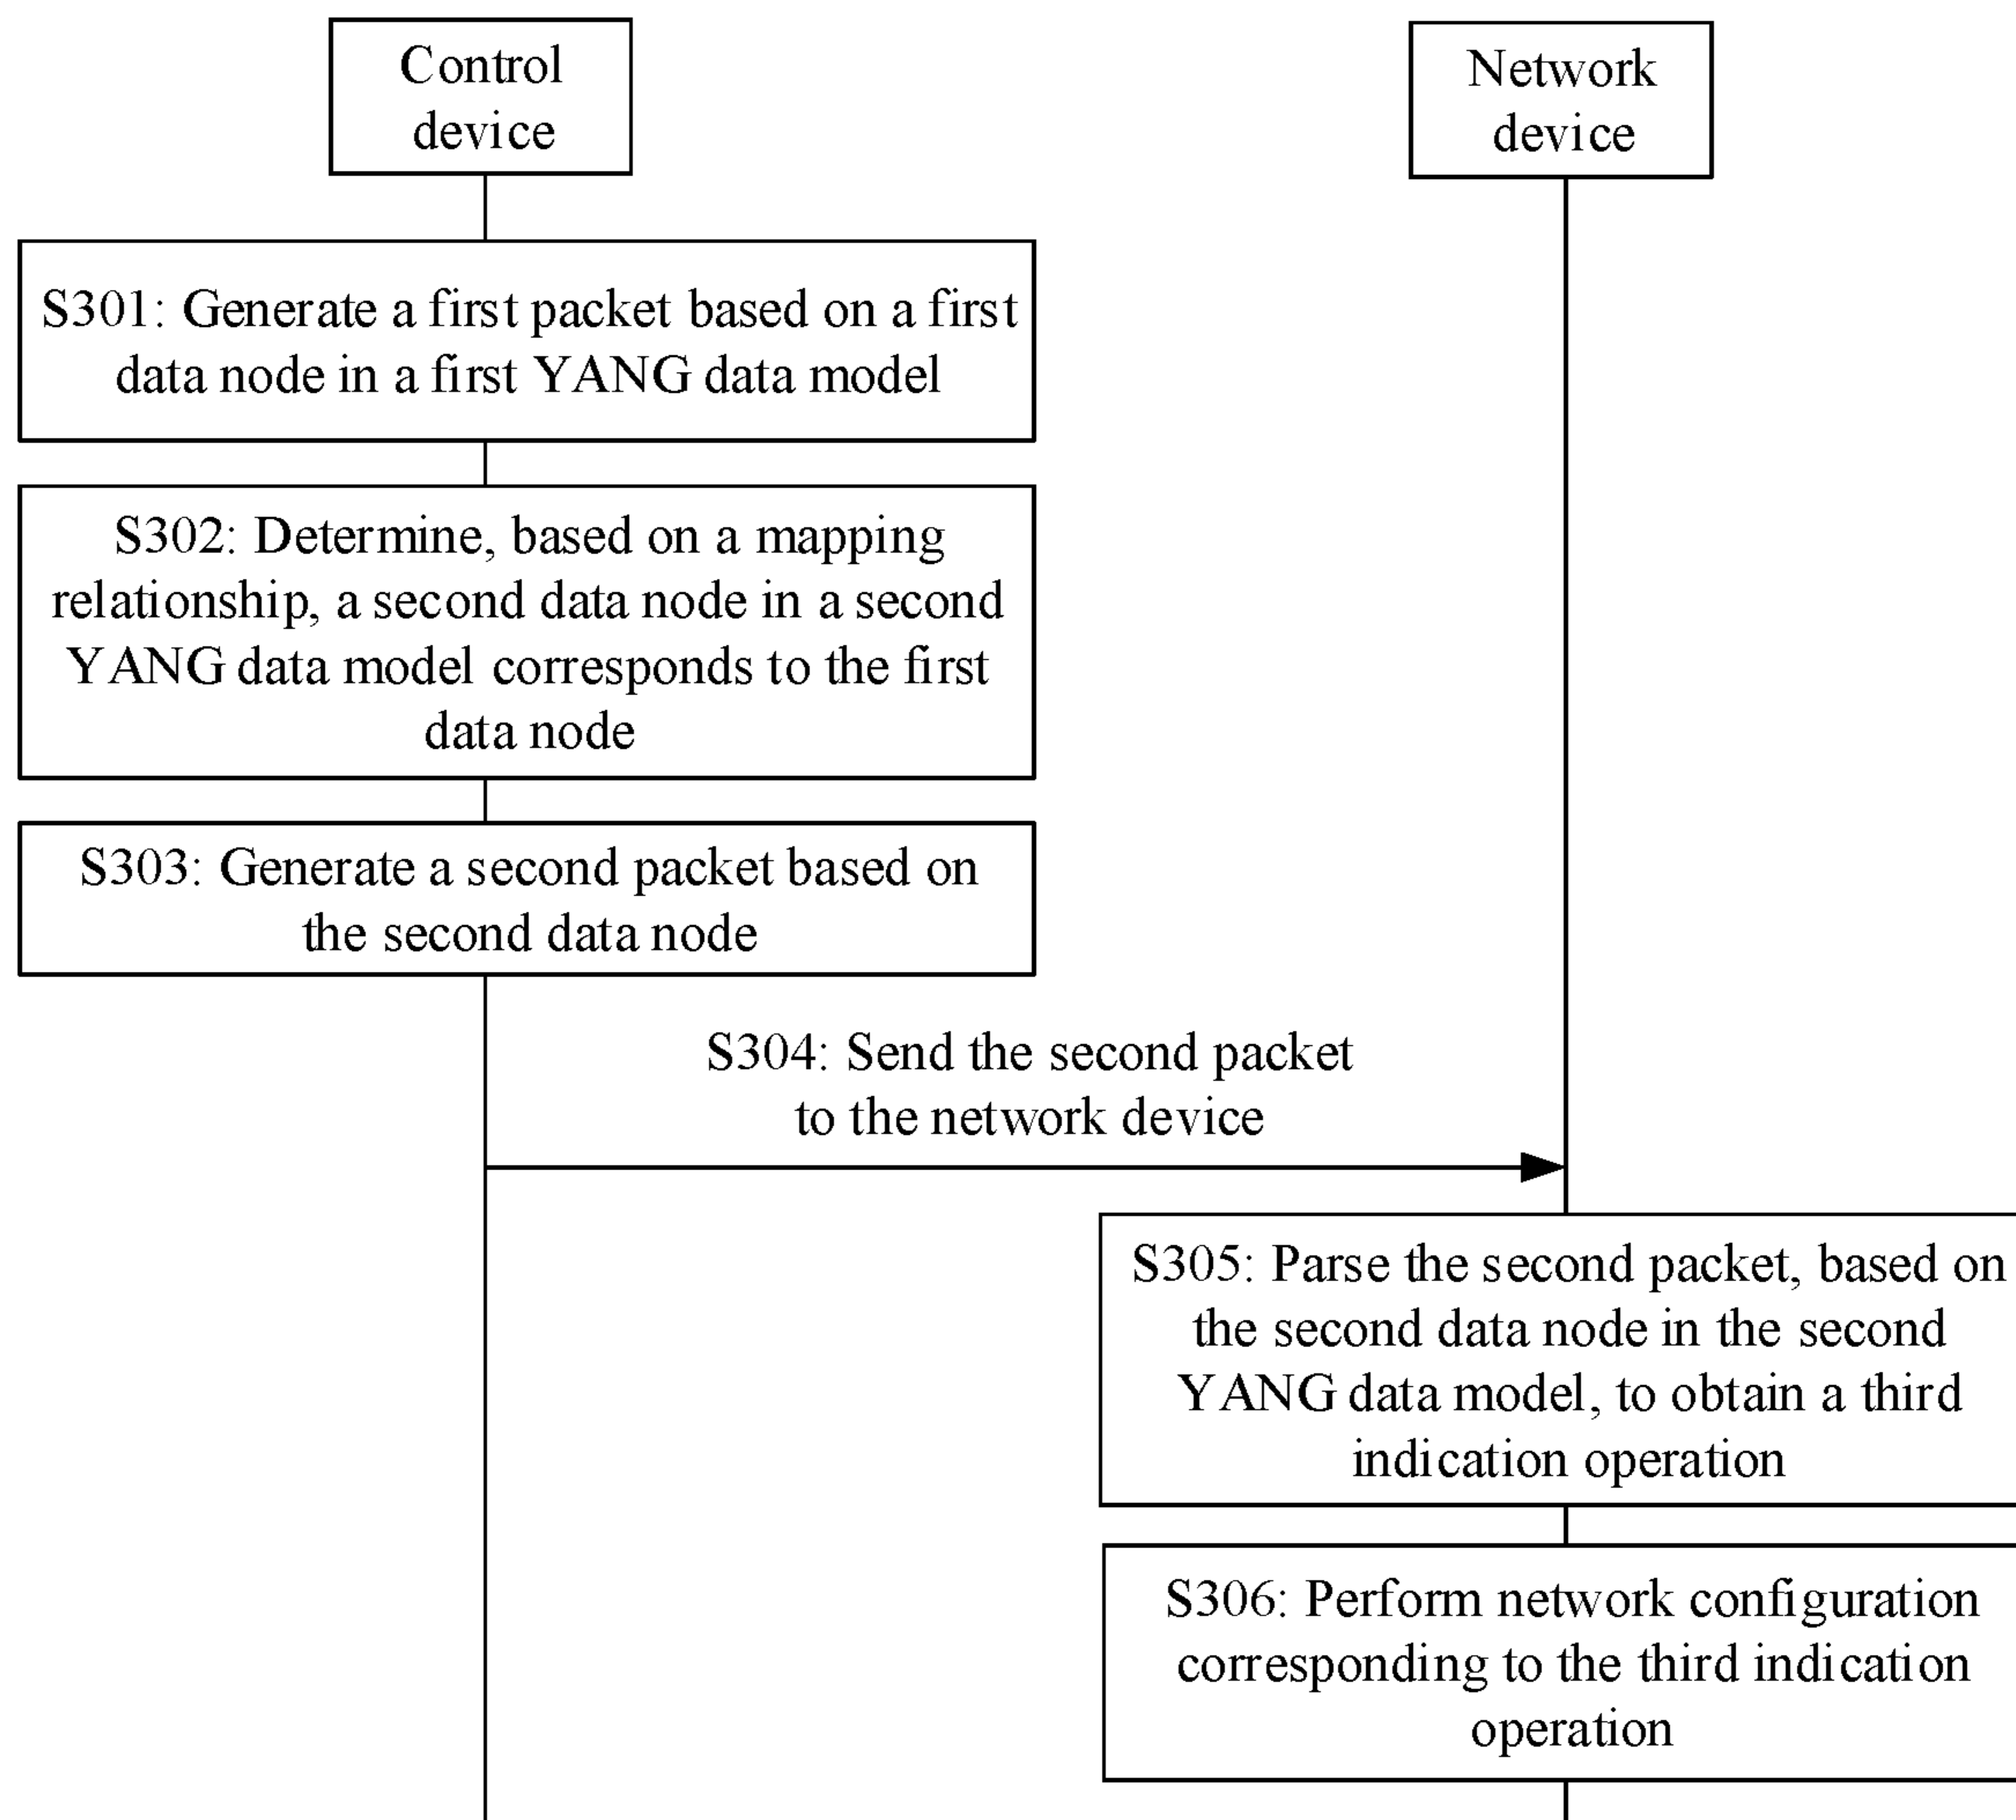 Control
device
Network
device
S301: Generate a first packet based on a first
data node in a first YANG data model
S302: Determine, based on a mapping
relationship, a second data node in a second
YANG data model corresponds to the first
data node
S303: Generate a second packet based on
the second data node
S304: Send the second packet
to the network device
S305: Parse the second packet, based on
the second data node in the second
YANG data model, to obtain a third
indication operation
S306: Perform network configuration
corresponding to the third indication
operation